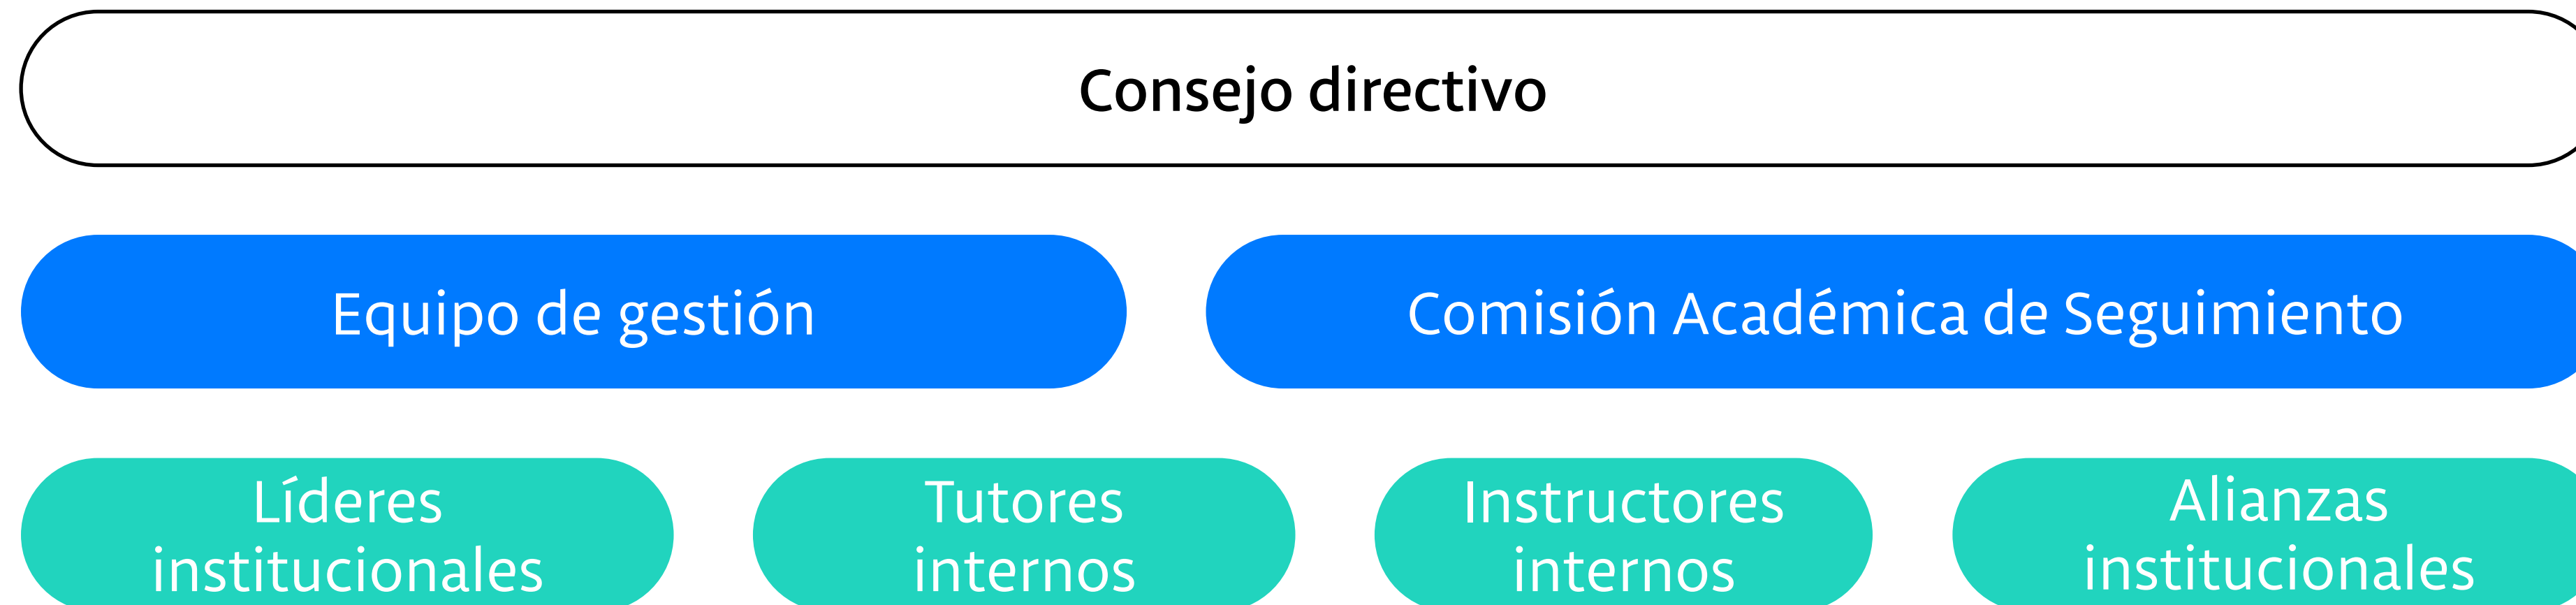 Consejo directivo
Equipo de gestión
Comisión Académica de Seguimiento
Líderes
institucionales
Tutores
internos
Instructores
internos
Alianzas
institucionales